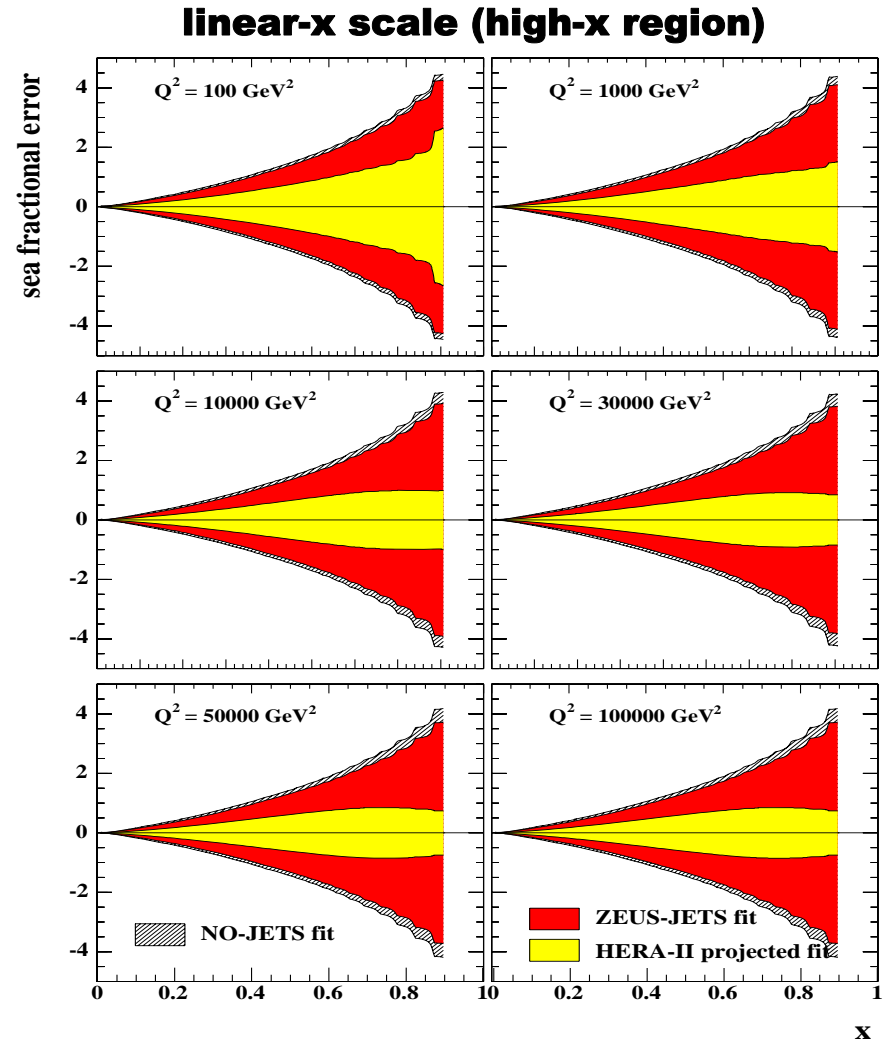 linear-x scale (high-x region)
sea fractional error
Q² = 100 GeV²
Q² = 1000 GeV²
4
2
0
-2
-4
Q² = 10000 GeV²
Q² = 30000 GeV²
4
2
0
-2
-4
Q² = 50000 GeV²
Q² = 100000 GeV²
4
2
0
-2
-4
NO-JETS fit
ZEUS-JETS fit
HERA-II projected fit
0 0.2 0.4 0.6 0.8 10 0.2 0.4 0.6 0.8 1
x